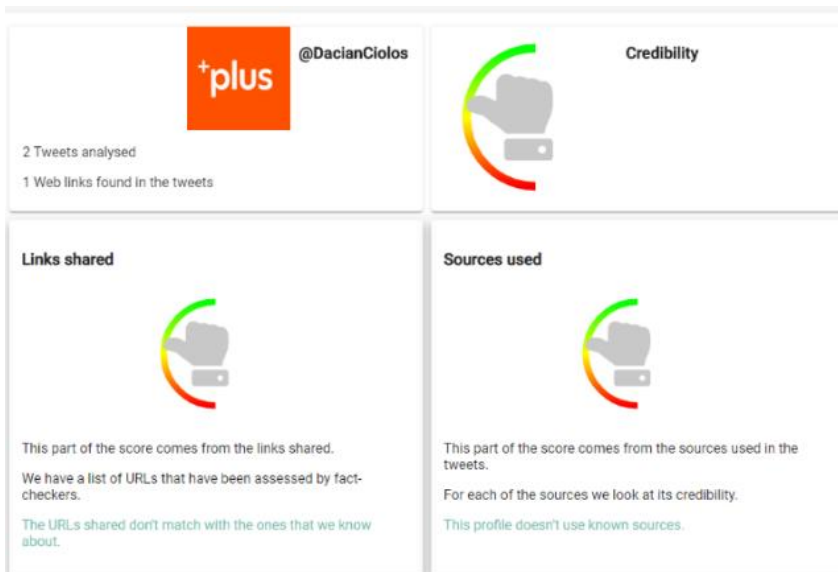 +plus
@DacianCiolos
2 Tweets analysed
1 Web links found in the tweets
Credibility
Links shared
This part of the score comes from the links shared.
We have a list of URLs that have been assessed by fact-
checkers.
The URLs shared don't match with the ones that we know
about.
Sources used
This part of the score comes from the sources used in the
tweets.
For each of the sources we look at its credibility.
This profile doesn't use known sources.